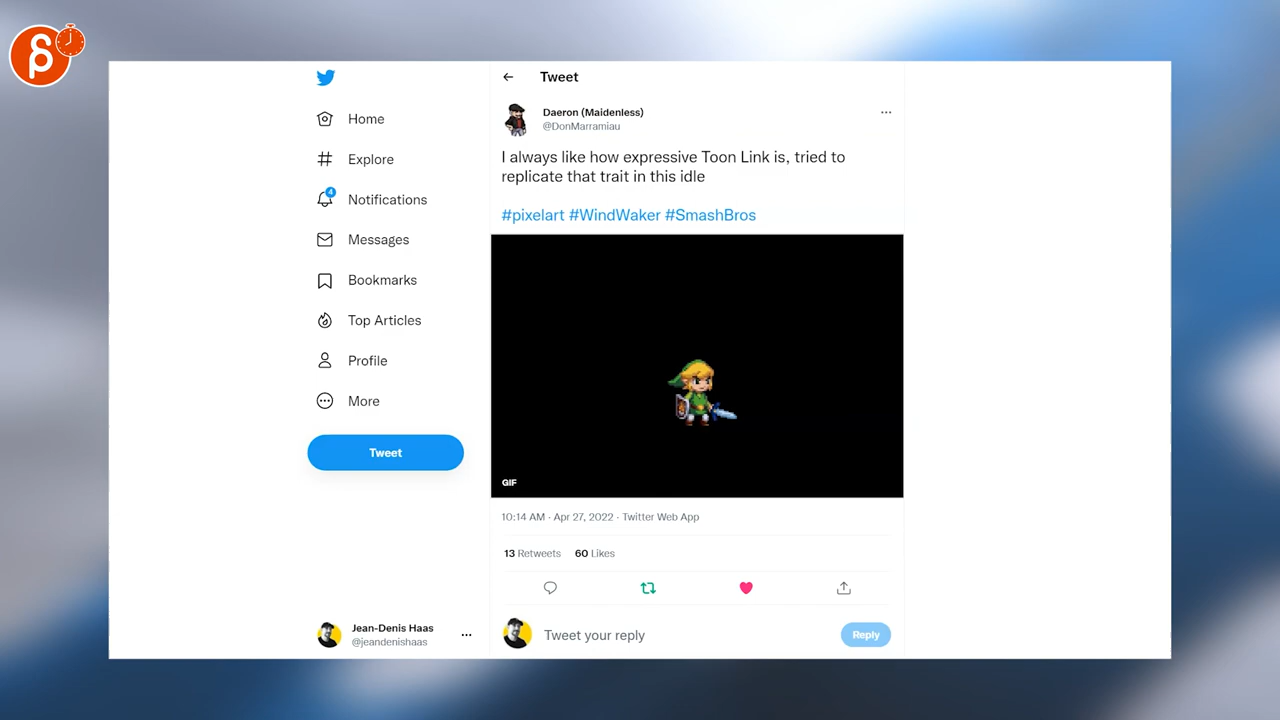 Tweet
Daeron (Maidenless)
@DonMarramiau
I always like how expressive Toon Link is, tried to
replicate that trait in this idle
#pixelart #WindWaker #SmashBros
GIF
10:14 AM · Apr 27, 2022 · Twitter Web App
13 Retweets 60 Likes
Tweet your reply
Reply
Home
Explore
4
Notifications
Messages
Bookmarks
Top Articles
Profile
More
Tweet
Jean-Denis Haas
@jeandenishaas